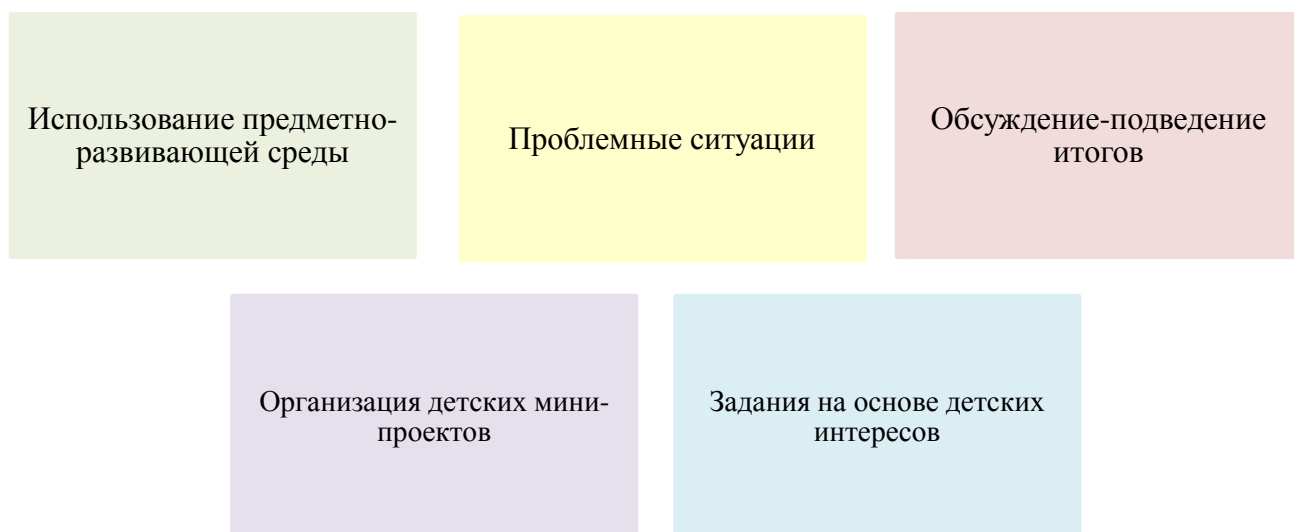 Использование предметно-
развивающей среды
Проблемные ситуации
Обсуждение-подведение
итогов
Организация детских мини-
проектов
Задания на основе детских
интересов